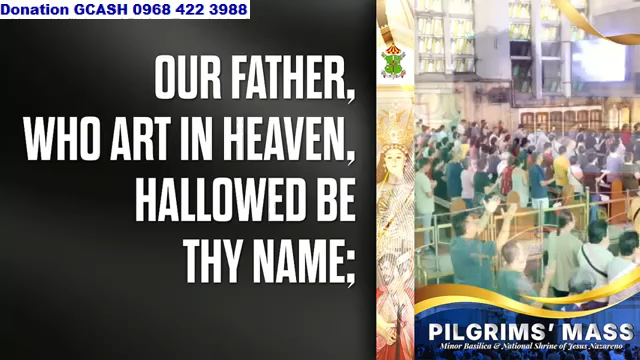 Donation GCASH 0968 422 3988
OUR FATHER,
WHO ART IN HEAVEN,
HALLOWED BE
THY NAME;
PILGRIMS' MASS
Minor Basilica & National Shrine of Jesus Nazareno